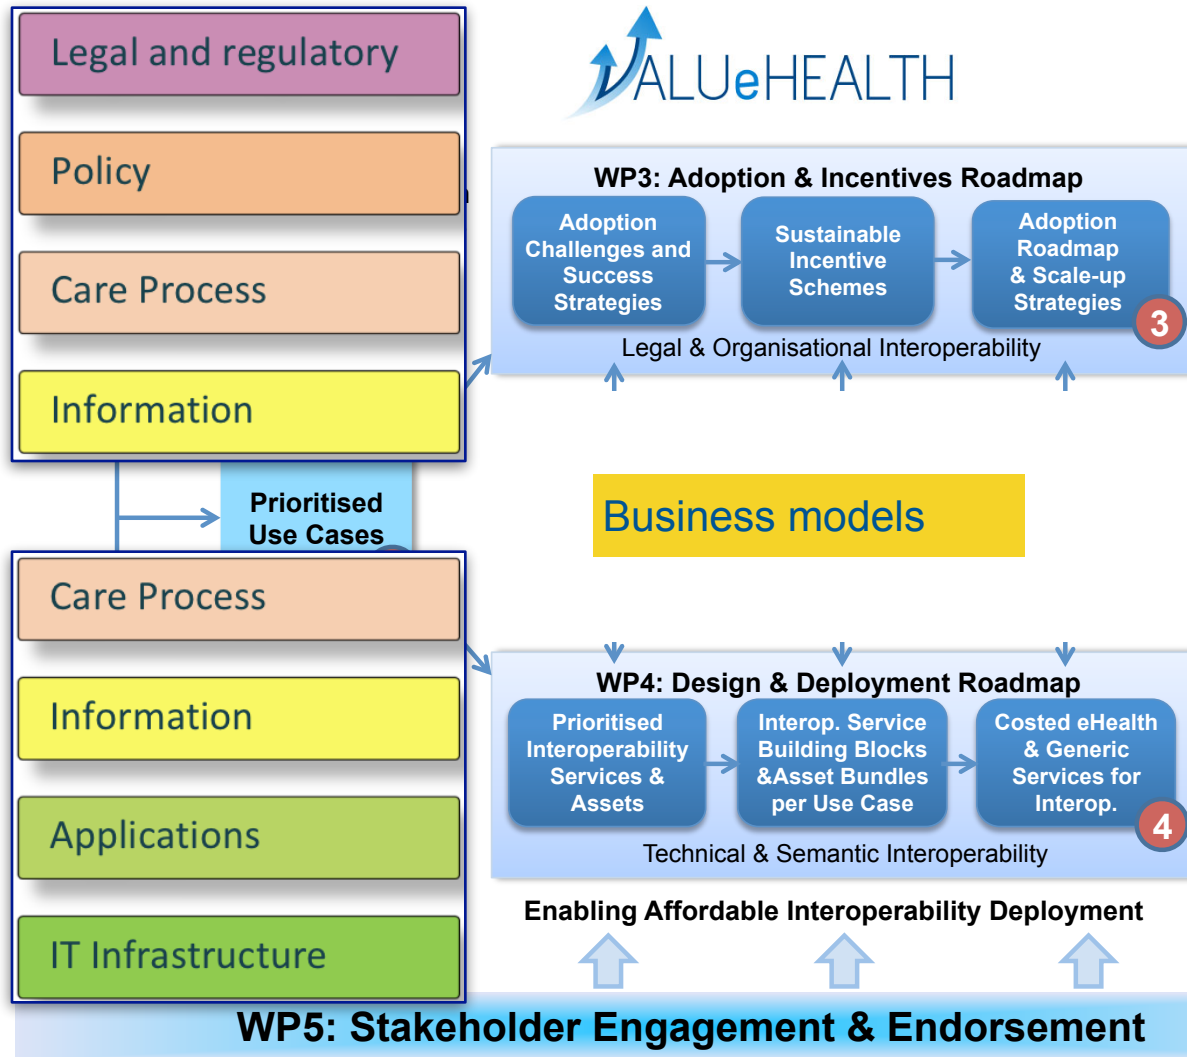 Legal and regulatory
Policy
Care Process
Information
VALUeHEALTH
WP3: Adoption & Incentives Roadmap
Adoption
Challenges and
Success
Strategies
Sustainable
Incentive
Schemes
Adoption
Roadmap
& Scale-up
Strategies
3
Legal & Organisational Interoperability
Prioritised
Use Cases
Business models
Care Process
Information
Applications
IT Infrastructure
WP4: Design & Deployment Roadmap
Prioritised
Interoperability
Services &
Assets
Interop. Service
Building Blocks
&Asset Bundles
per Use Case
Costed eHealth
& Generic
Services for
Interop.
4
Technical & Semantic Interoperability
Enabling Affordable Interoperability Deployment
WP5: Stakeholder Engagement & Endorsement